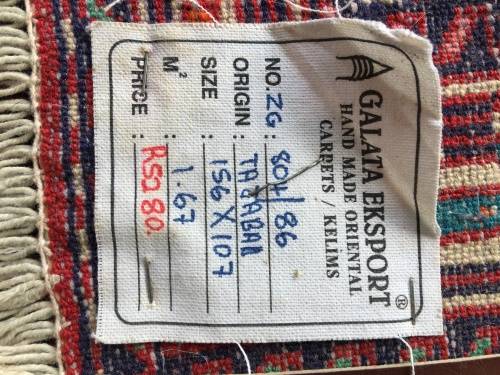 GALATA EKSPORT ®
HAND MADE ORIENTAL
CARPETS / KELIMS
NO. ZG : 804/86
ORIGIN :
SIZE : 156 X 107
M² : 1.67
PRICE :